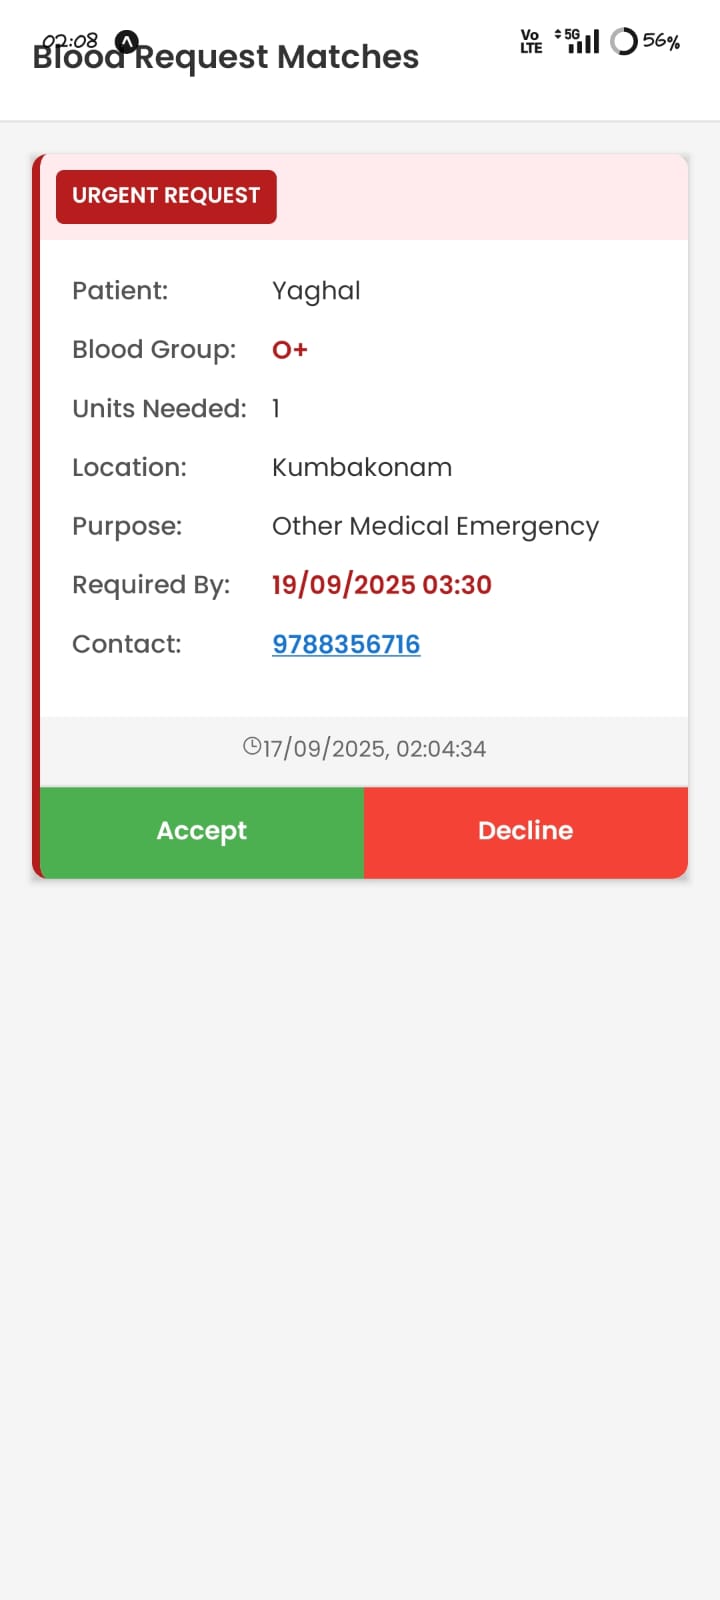 02:08
Vo LTE 5G 56%
Blood Request Matches
URGENT REQUEST
Patient: Yaghal
Blood Group: O+
Units Needed: 1
Location: Kumbakonam
Purpose: Other Medical Emergency
Required By: 19/09/2025 03:30
Contact: 9788356716
17/09/2025, 02:04:34
Accept Decline